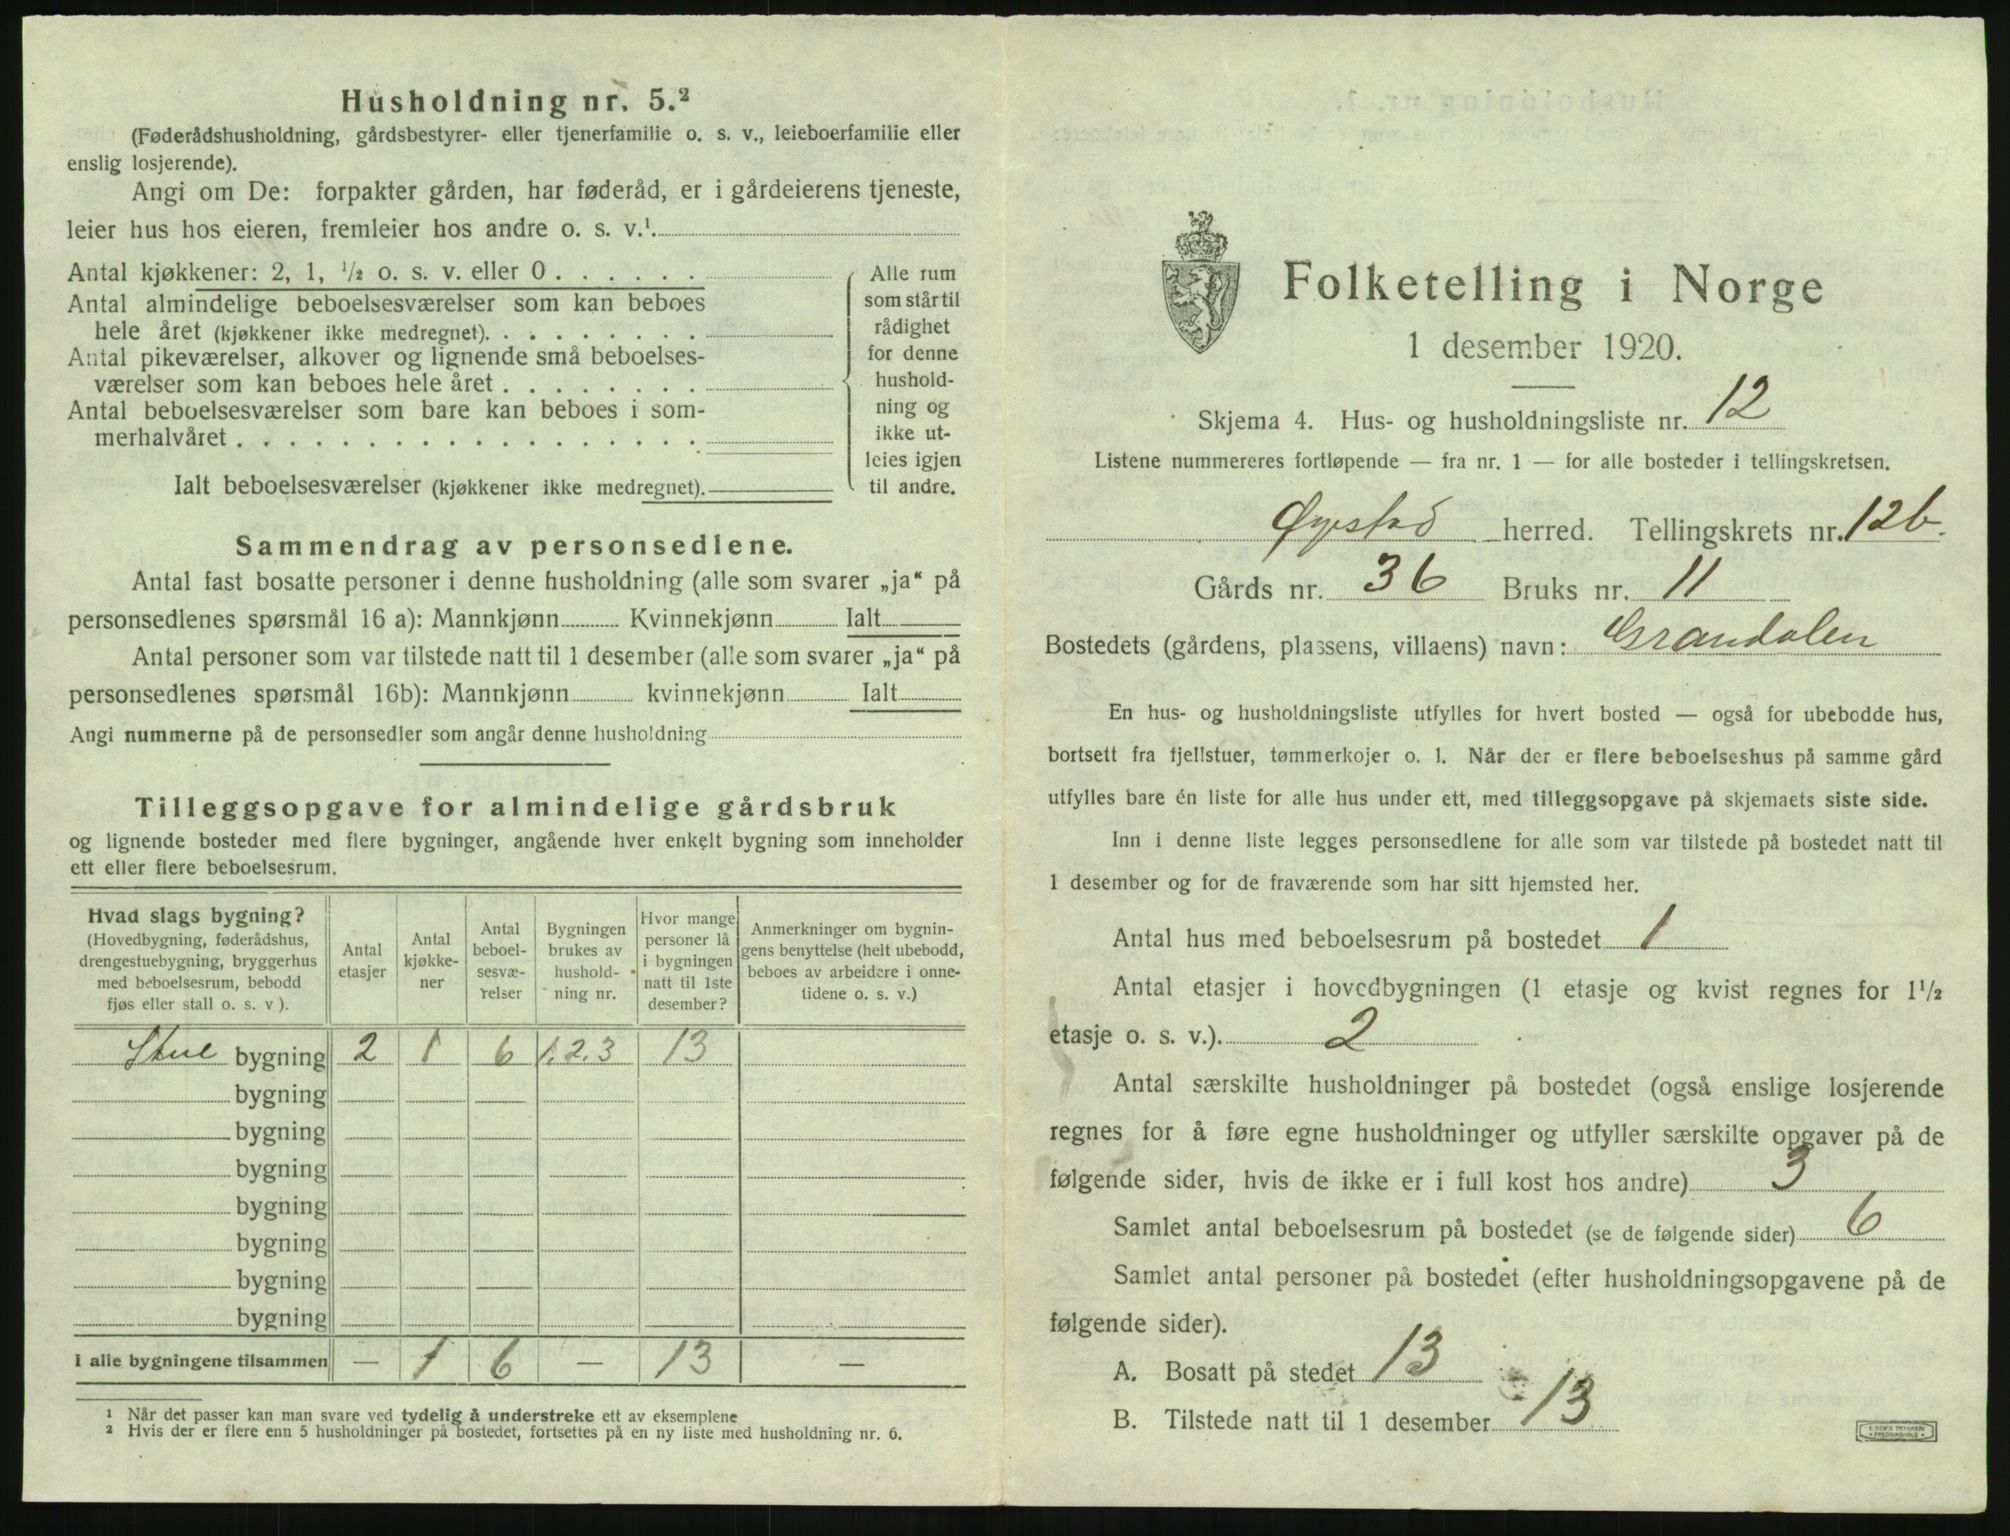 Husholdning nr. 5.²
(Føderådshusholdning, gårdsbestyrer- eller tjenerfamilie o. s. v., leieboerfamilie eller
enslig losjerende).
Angi om De: forpakter gården, har føderåd, er i gårdeierens tjeneste,
leier hus hos eieren, fremleier hos andre o. s. v.¹.
Antal kjøkkener: 2, 1, ½ o. s. v. eller 0 . . . . . .
Antal almindelige beboelsesværelser som kan beboes
hele året (kjøkkener ikke medregnet). . . . . . . . .
Antal pikeværelser, alkover og lignende små beboelses-
værelser som kan beboes hele året . . . . . . . .
Antal beboelsesværelser som bare kan beboes i som-
merhalvåret . . . . . . . . . . . . . . . . . .
Ialt beboelsesværelser (kjøkkener ikke medregnet).
Alle rum
som står til
rådighet
for denne
hushold-
ning og
ikke ut-
leies igjen
til andre.
Sammendrag av personsedlene.
Antal fast bosatte personer i denne husholdning (alle som svarer „ja“ på
personsedlenes spørsmål 16 a): Mannkjønn Kvinnekjønn Ialt
Antal personer som var tilstede natt til 1 desember (alle som svarer „ja“ på
personsedlenes spørsmål 16b): Mannkjønn kvinnekjønn Ialt
Angi nummerne på de personsedler som angår denne husholdning
Tilleggsopgave for almindelige gårdsbruk
og lignende bosteder med flere bygninger, angående hver enkelt bygning som inneholder
ett eller flere beboelsesrum.
Hvad slags bygning?
(Hovedbygning, føderådshus,
drengestuebygning, bryggerhus
med beboelsesrum, bebodd
fjøs eller stall o. s. v ).
Antal
etasjer
Antal
kjøkke-
ner
Antal
beboel-
sesvæ-
relser
Bygningen
brukes av
hushold-
ning nr.
Hvor mange
personer lå
i bygningen
natt til 1ste
desember?
Anmerkninger om bygnin-
gens benyttelse (helt ubebodd,
beboes av arbeidere i onne-
tidene o. s. v.)
Stue bygning 2 1 6 1.2.3 13
bygning
bygning
bygning
bygning
bygning
bygning
bygning
I alle bygningene tilsammen — 1 6 — 13 —
¹ Når det passer kan man svare ved tydelig å understreke ett av eksemplene
² Hvis der er flere enn 5 husholdninger på bostedet, fortsettes på en ny liste med husholdning nr. 6.
Folketelling i Norge
1 desember 1920.
Skjema 4. Hus- og husholdningsliste nr. 12
Listene nummereres fortløpende — fra nr. 1 — for alle bosteder i tellingskretsen.
Øyestad herred. Tellingskrets nr. 12b.
Gårds nr. 36 Bruks nr. 11
Bostedets (gårdens, plassens, villaens) navn: Grandalen
En hus- og husholdningsliste utfylles for hvert bosted — også for ubebodde hus,
bortsett fra fjellstuer, tømmerkojer o. l. Når der er flere beboelseshus på samme gård
utfylles bare én liste for alle hus under ett, med tilleggsopgave på skjemaets siste side.
Inn i denne liste legges personsedlene for alle som var tilstede på bostedet natt til
1 desember og for de fraværende som har sitt hjemsted her.
Antal hus med beboelsesrum på bostedet 1
Antal etasjer i hovedbygningen (1 etasje og kvist regnes for 1½
etasje o. s. v.). 2
Antal særskilte husholdninger på bostedet (også enslige losjerende
regnes for å føre egne husholdninger og utfyller særskilte opgaver på de
følgende sider, hvis de ikke er i full kost hos andre) 3
Samlet antal beboelsesrum på bostedet (se de følgende sider) 6
Samlet antal personer på bostedet (efter husholdningsopgavene på de
følgende sider).
A. Bosatt på stedet 13
B. Tilstede natt til 1 desember 13